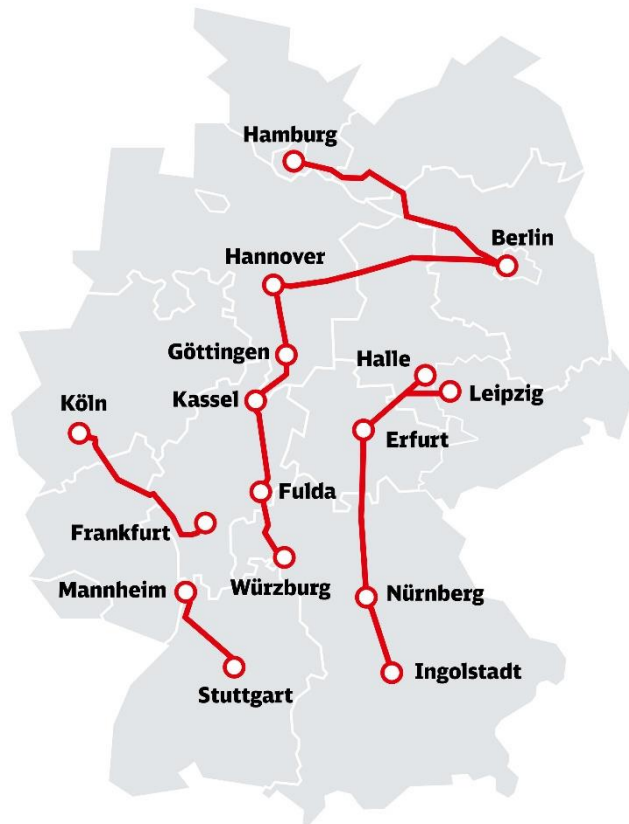 Hamburg
Berlin
Hannover
Göttingen
Halle
Leipzig
Kassel
Köln
Erfurt
Fulda
Frankfurt
Würzburg
Mannheim
Nürnberg
Stuttgart
Ingolstadt